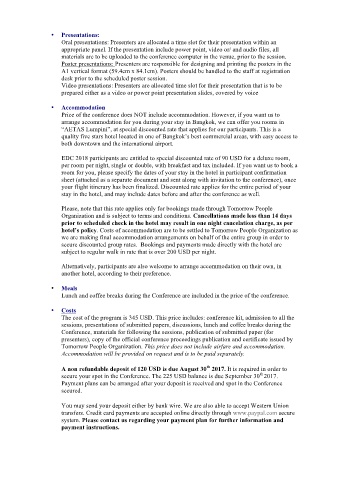 • Presentations:
Oral presentations: Presenters are allocated a time slot for their presentation within an
appropriate panel. If the presentation include power point, video or/ and audio files, all
materials are to be uploaded to the conference computer in the venue, prior to the session.
Poster presentations: Presenters are responsible for designing and printing the posters in the
A1 vertical format (59.4cm x 84.1cm). Posters should be handled to the staff at registration
desk prior to the scheduled poster session.
Video presentations: Presenters are allocated time slot for their presentation that is to be
prepared either as a video or power point presentation slides, covered by voice
• Accommodation
Price of the conference does NOT include accommodation. However, if you want us to
arrange accommodation for you during your stay in Bangkok, we can offer you rooms in
"AETAS Lumpini", at special discounted rate that applies for our participants. This is a
quality five stars hotel located in one of Bangkok's best commercial areas, with easy access to
both downtown and the international airport.
EDC 2018 participants are entitled to special discounted rate of 90 USD for a deluxe room,
per room per night, single or double, with breakfast and tax included. If you want us to book a
room for you, please specify the dates of your stay in the hotel in participant confirmation
sheet (attached as a separate document and sent along with invitation to the conference), once
your flight itinerary has been finalized. Discounted rate applies for the entire period of your
stay in the hotel, and may include dates before and after the conference as well.
Please, note that this rate applies only for bookings made through Tomorrow People
Organization and is subject to terms and conditions. Cancellations made less than 14 days
prior to scheduled check in the hotel may result in one night cancelation charge, as per
hotel's policy. Costs of accommodation are to be settled to Tomorrow People Organization as
we are making final accommodation arrangements on behalf of the entire group in order to
secure discounted group rates. Bookings and payments made directly with the hotel are
subject to regular walk in rate that is over 200 USD per night.
Alternatively, participants are also welcome to arrange accommodation on their own, in
another hotel, according to their preference.
• Meals
Lunch and coffee breaks during the Conference are included in the price of the conference.
• Costs
The cost of the program is 345 USD. This price includes: conference kit, admission to all the
sessions, presentations of submitted papers, discussions, lunch and coffee breaks during the
Conference, materials for following the sessions, publication of submitted paper (for
presenters), copy of the official conference proceedings publication and certificate issued by
Tomorrow People Organization. This price does not include airfare and accommodation.
Accommodation will be provided on request and is to be paid separately.
A non refundable deposit of 120 USD is due August 30th 2017. It is required in order to
secure your spot in the Conference. The 225 USD balance is due September 30th 2017.
Payment plans can be arranged after your deposit is received and spot in the Conference
secured.
You may send your deposit either by bank wire. We are also able to accept Western Union
transfers. Credit card payments are accepted online directly through www.paypal.com secure
system. Please contact us regarding your payment plan for further information and
payment instructions.